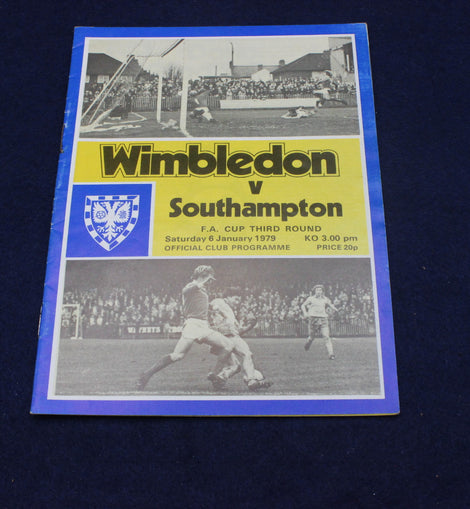 Wimbledon
v
Southampton
F.A. CUP THIRD ROUND
Saturday 6 January 1979 KO 3.00 pm
OFFICIAL CLUB PROGRAMME PRICE 20p